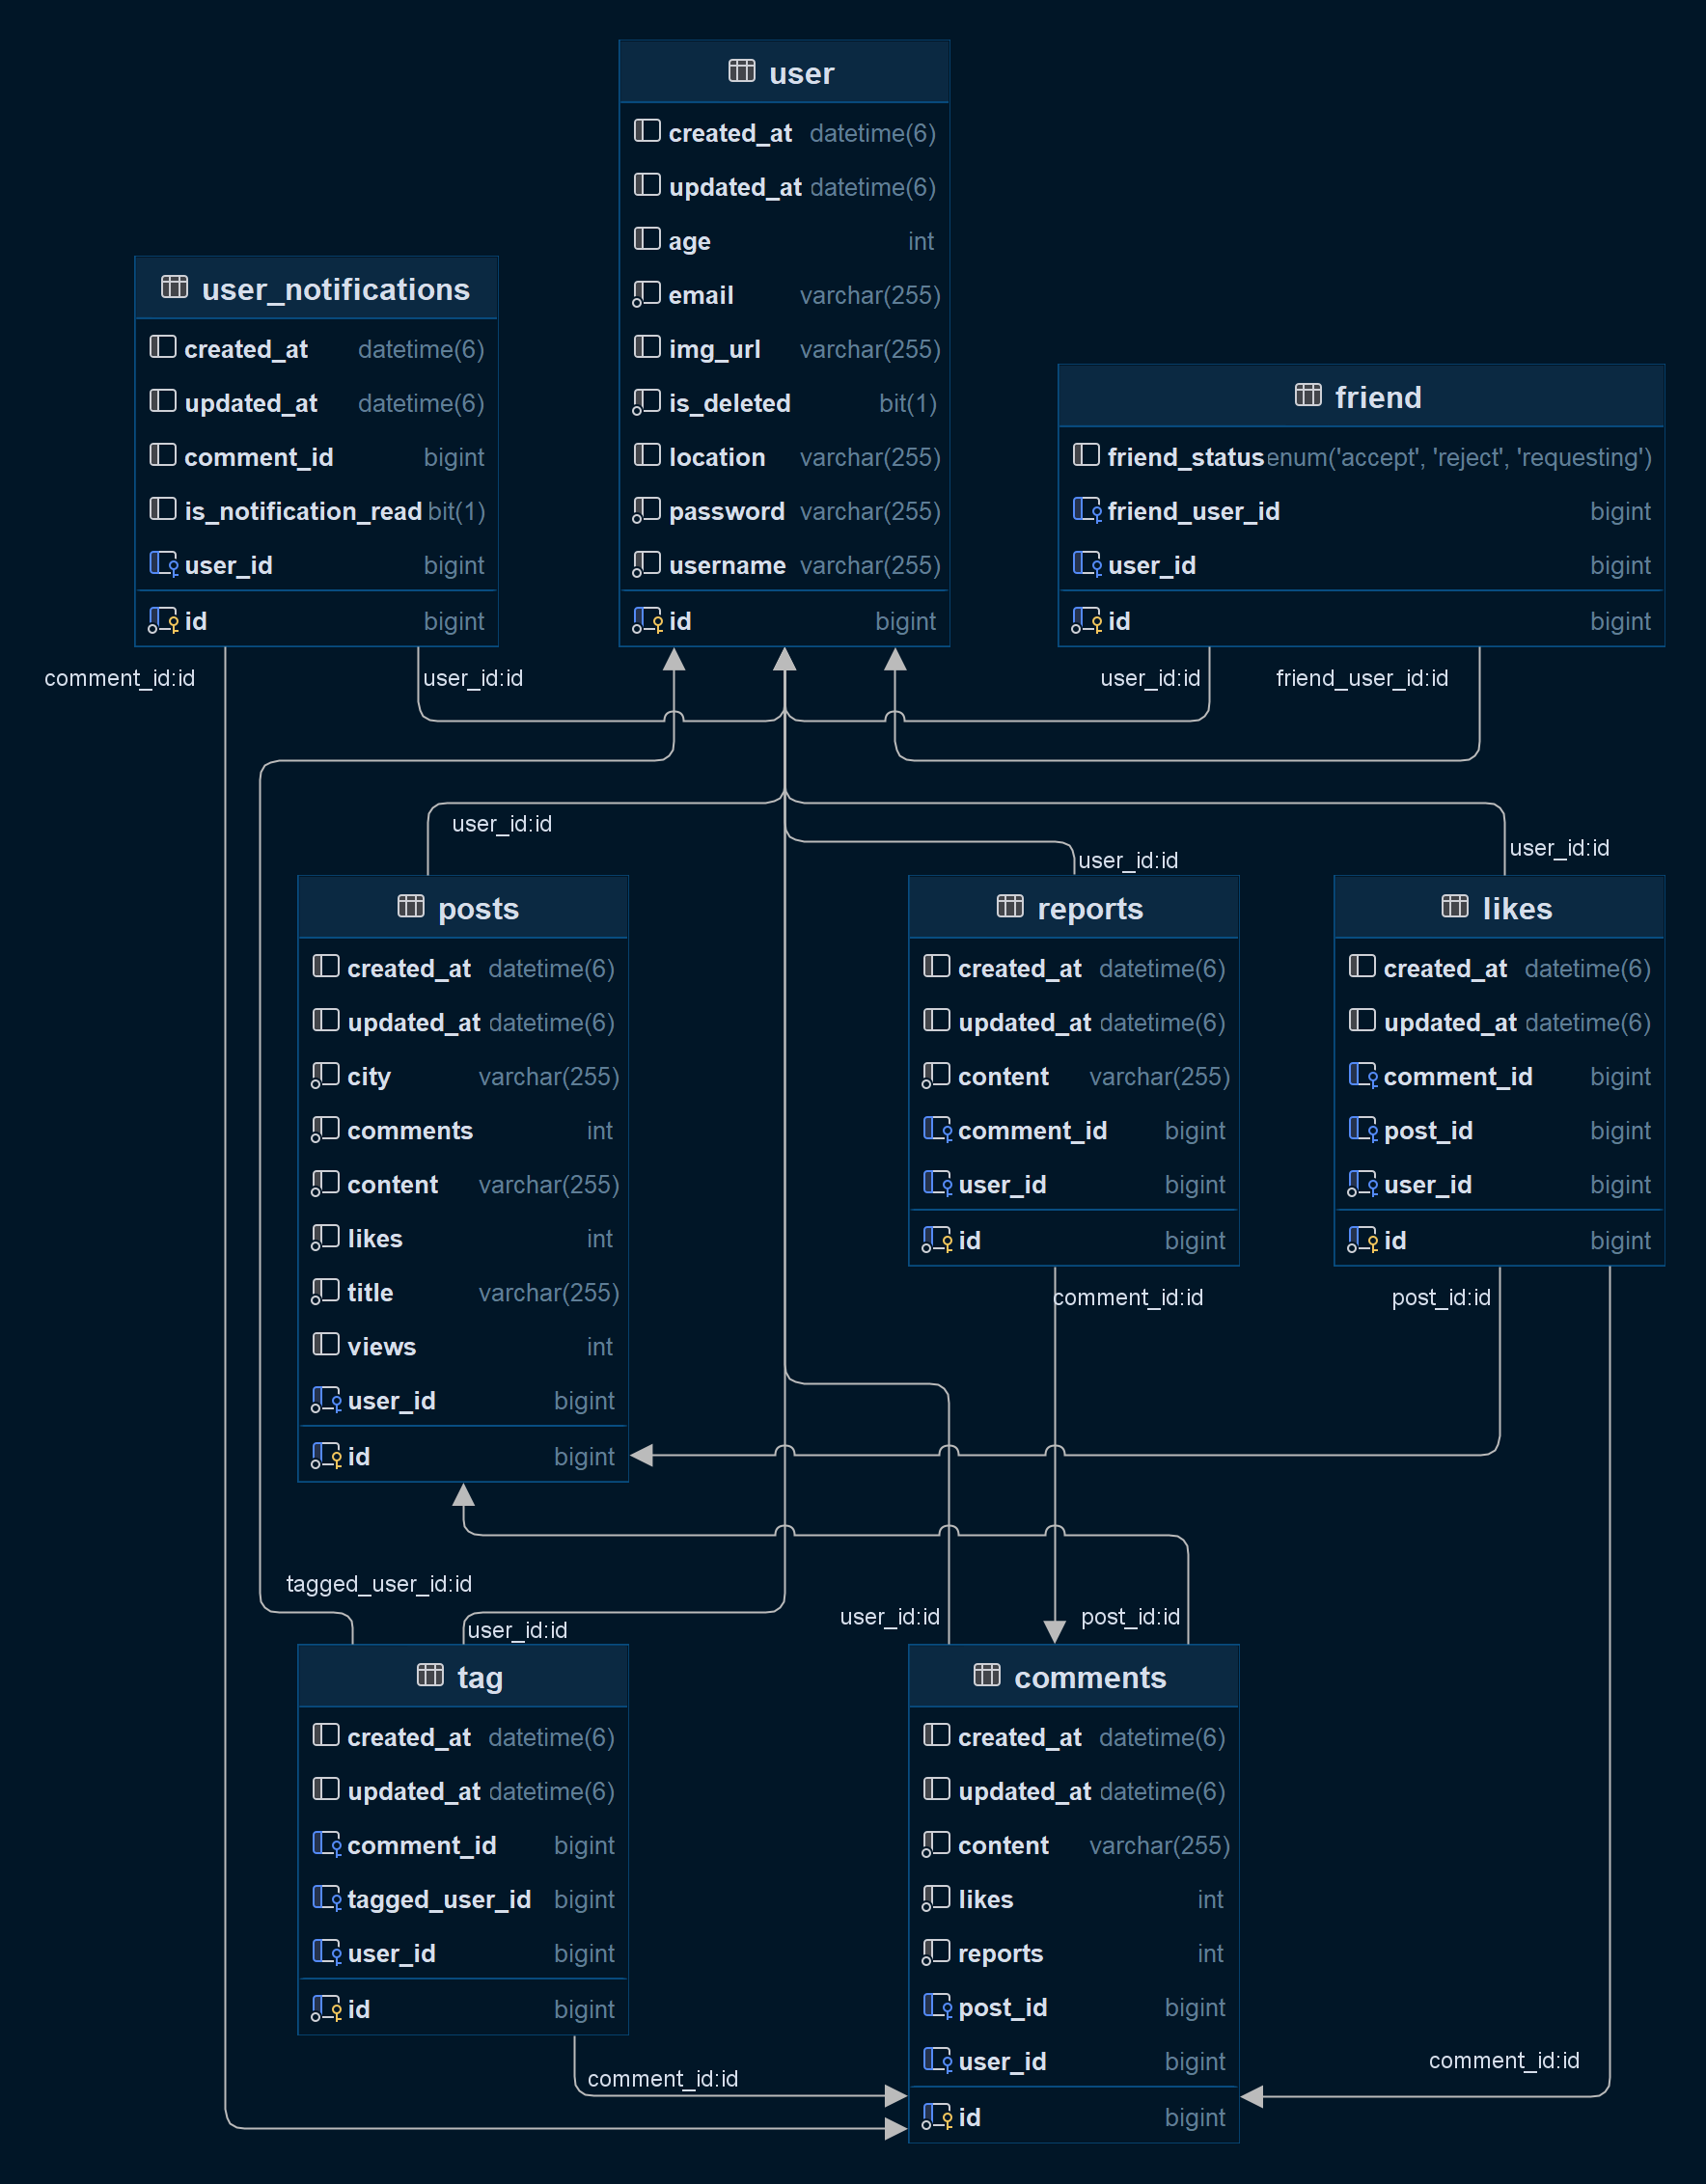 user
created_at datetime(6)
updated_at datetime(6)
age int
email varchar(255)
img_url varchar(255)
is_deleted bit(1)
location varchar(255)
password varchar(255)
username varchar(255)
id bigint
user_notifications
created_at datetime(6)
updated_at datetime(6)
comment_id bigint
is_notification_read bit(1)
user_id bigint
id bigint
friend
friend_status enum('accept', 'reject', 'requesting')
friend_user_id bigint
user_id bigint
id bigint
comment_id:id
user_id:id
user_id:id
friend_user_id:id
user_id:id
user_id:id
user_id:id
posts
created_at datetime(6)
updated_at datetime(6)
city varchar(255)
comments int
content varchar(255)
likes int
title varchar(255)
views int
user_id bigint
id bigint
reports
created_at datetime(6)
updated_at datetime(6)
content varchar(255)
comment_id bigint
user_id bigint
id bigint
likes
created_at datetime(6)
updated_at datetime(6)
comment_id bigint
post_id bigint
user_id bigint
id bigint
comment_id:id
post_id:id
tagged_user_id:id
user_id:id
user_id:id
post_id:id
tag
created_at datetime(6)
updated_at datetime(6)
comment_id bigint
tagged_user_id bigint
user_id bigint
id bigint
comments
created_at datetime(6)
updated_at datetime(6)
content varchar(255)
likes int
reports int
post_id bigint
user_id bigint
id bigint
comment_id:id
comment_id:id